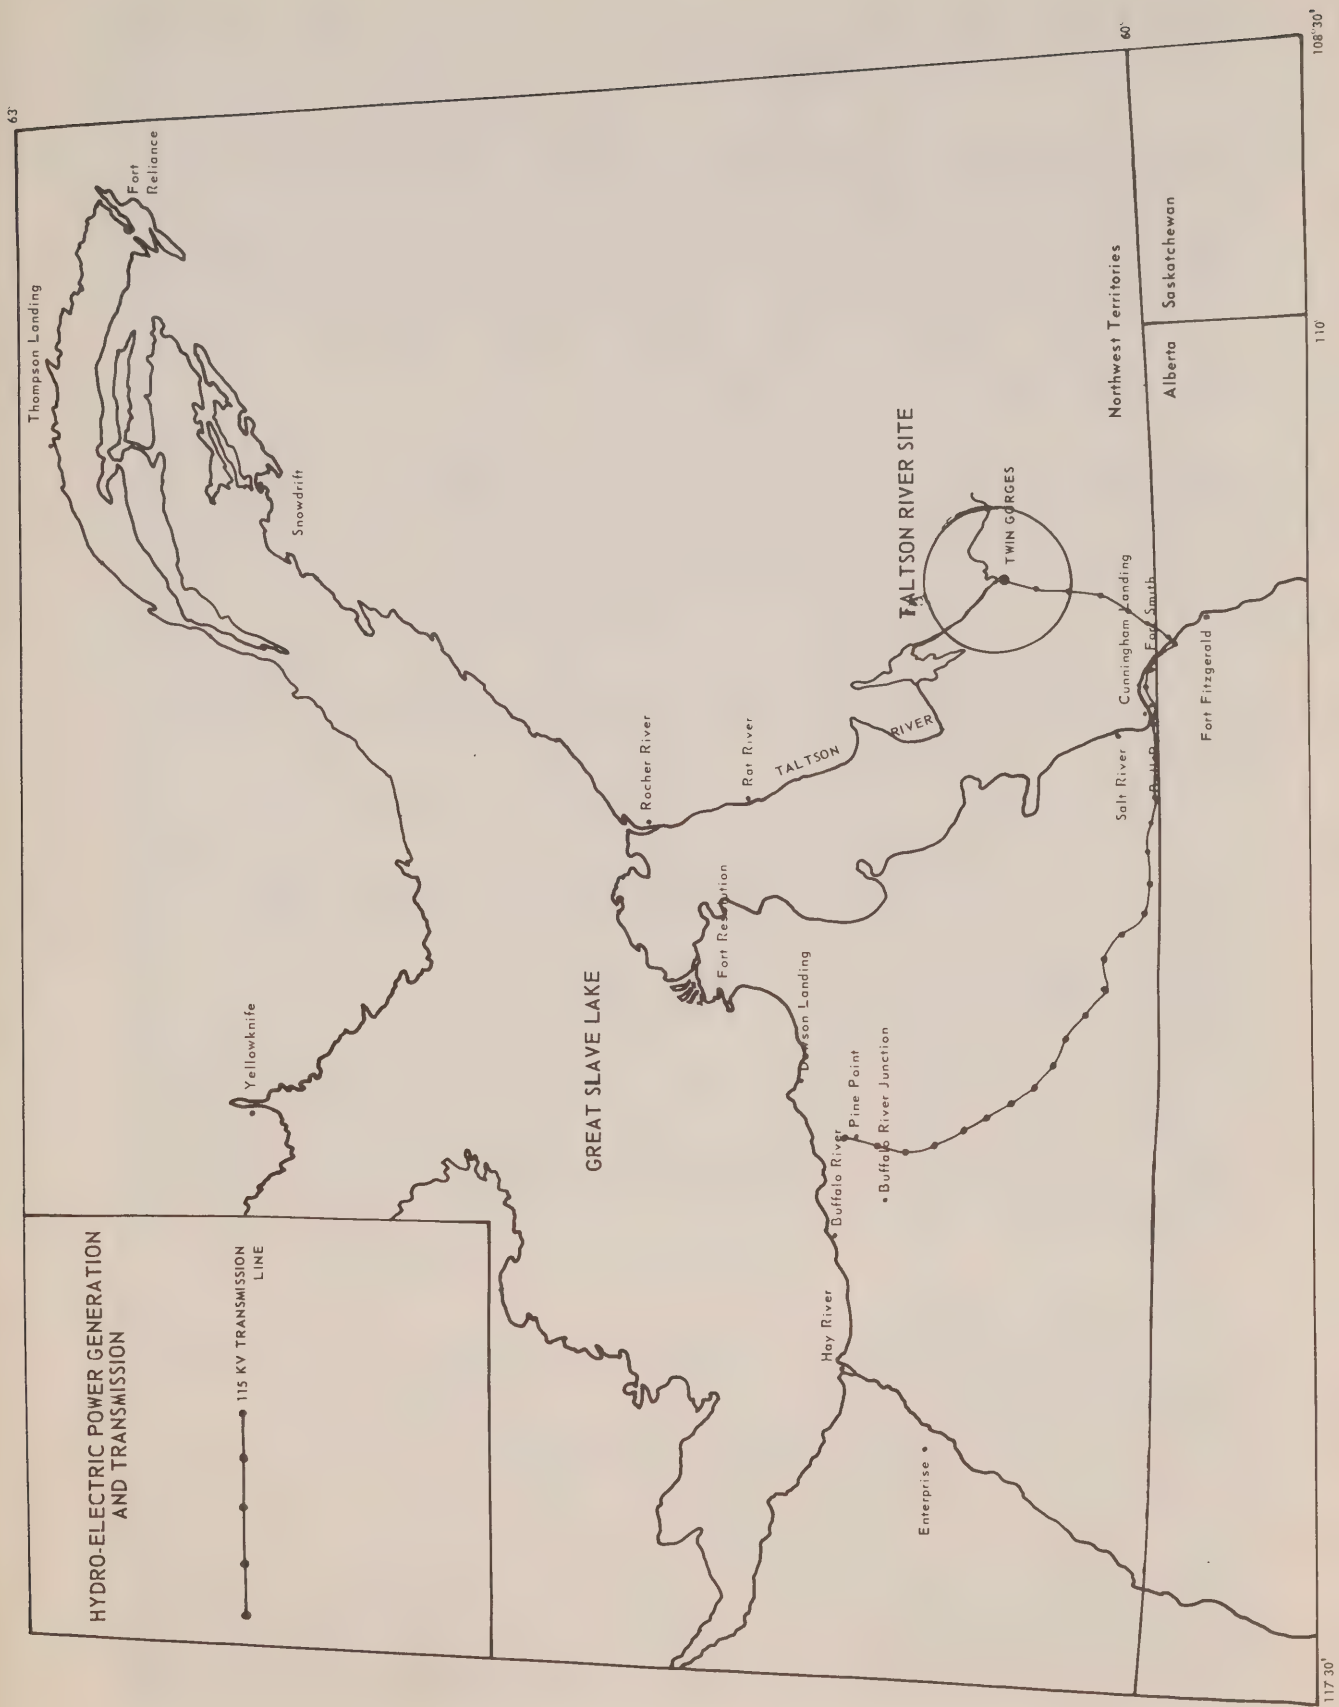 HYDRO-ELECTRIC POWER GENERATION
AND TRANSMISSION
115 KV TRANSMISSION
LINE
63°
Thompson Landing
Fort
Reliance
Snowdrift
Yellowknife
GREAT SLAVE LAKE
Rocher River
Rat River
TALTSON
RIVER
TALTSON RIVER SITE
TWIN GORGES
Fort Resolution
Dawson Landing
Pine Point
Buffalo River
Buffalo River Junction
Hay River
Enterprise
Salt River
Cunningham Landing
Fort Smith
Fort Fitzgerald
Northwest Territories
Alberta
Saskatchewan
60°
117 30'
110°
108°30'